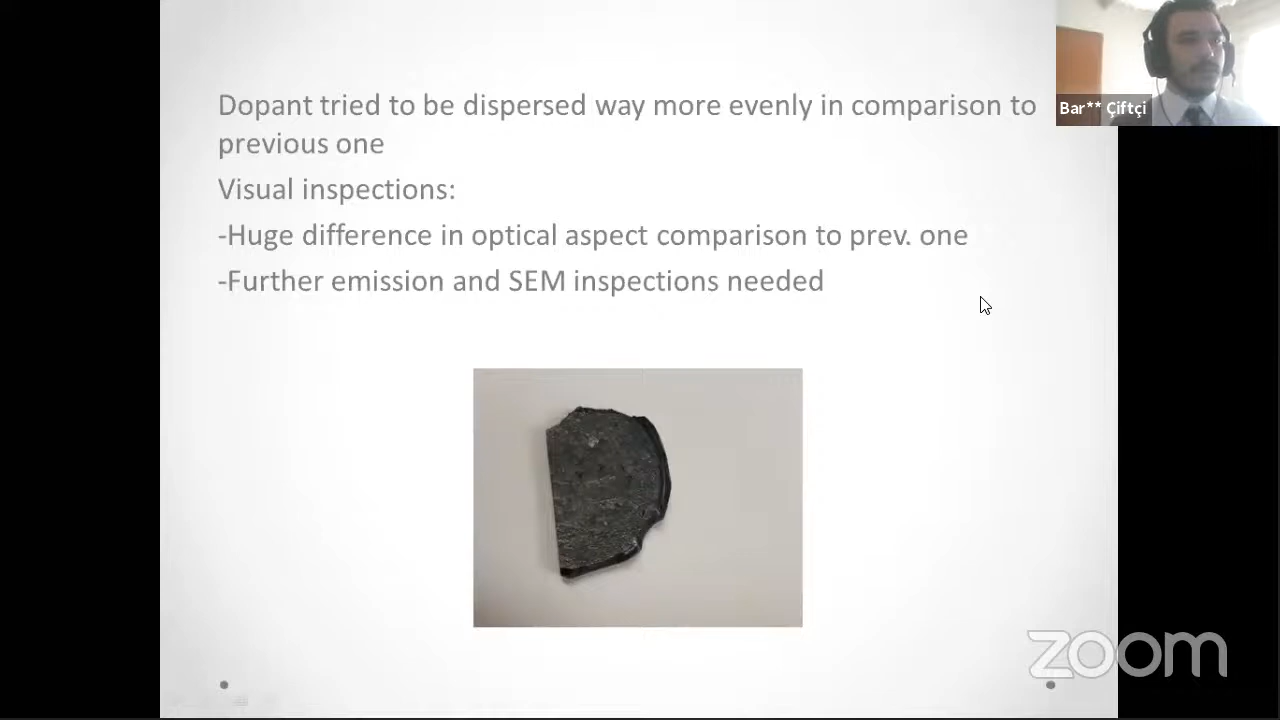 Dopant tried to be dispersed way more evenly in comparison to
previous one
Visual inspections:
-Huge difference in optical aspect comparison to prev. one
-Further emission and SEM inspections needed
Bar** Çiftçi
zoom